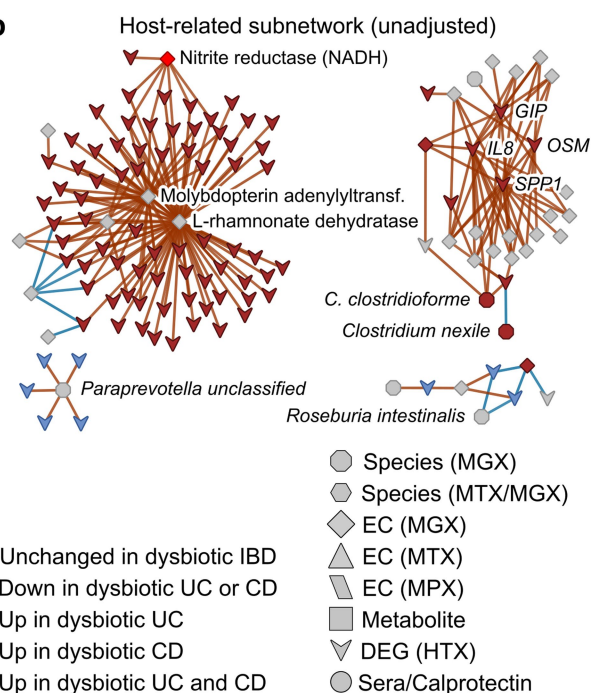 b
Host-related subnetwork (unadjusted)
Nitrite reductase (NADH)
GIP
IL8
OSM
SPP1
Molybdopterin adenylyltransf.
L-rhamnonate dehydratase
C. clostridioforme
Clostridium nexile
Paraprevotella unclassified
Roseburia intestinalis
Species (MGX)
Species (MTX/MGX)
EC (MGX)
Unchanged in dysbiotic IBD
EC (MTX)
Down in dysbiotic UC or CD
EC (MPX)
Up in dysbiotic UC
Metabolite
Up in dysbiotic CD
DEG (HTX)
Up in dysbiotic UC and CD
Sera/Calprotectin